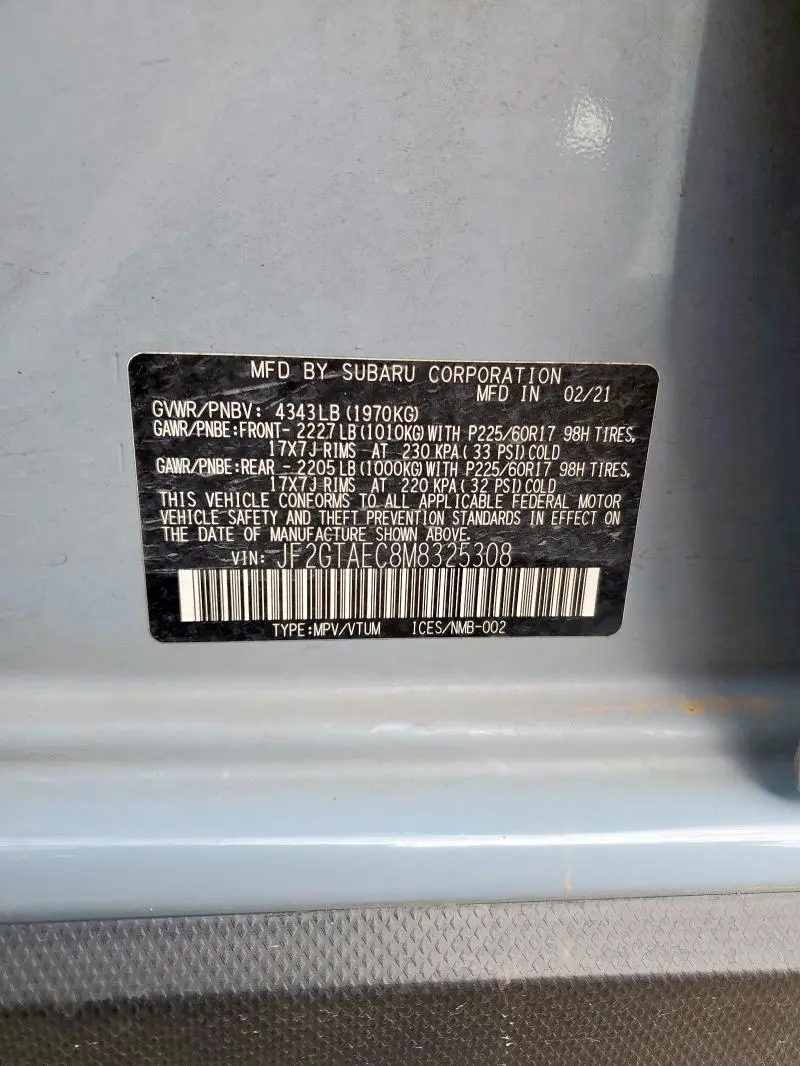 MFD BY SUBARU CORPORATION
MFD IN 02/21
GVWR/PNBV: 4343LB (1970KG)
GAWR/PNBE:FRONT- 2227LB (1010KG) WITH P225/60R17 98H TIRES,
17X7J RIMS AT 230 KPA (33 PSI) COLD
GAWR/PNBE:REAR - 2205LB (1000KG) WITH P225/60R17 98H TIRES,
17X7J RIMS AT 220 KPA (32 PSI) COLD
THIS VEHICLE CONFORMS TO ALL APPLICABLE FEDERAL MOTOR
VEHICLE SAFETY AND THEFT PREVENTION STANDARDS IN EFFECT ON
THE DATE OF MANUFACTURE SHOWN ABOVE.
VIN: JF2GTAEC8M8325308
TYPE:MPV/VTUM ICES/NMB-002